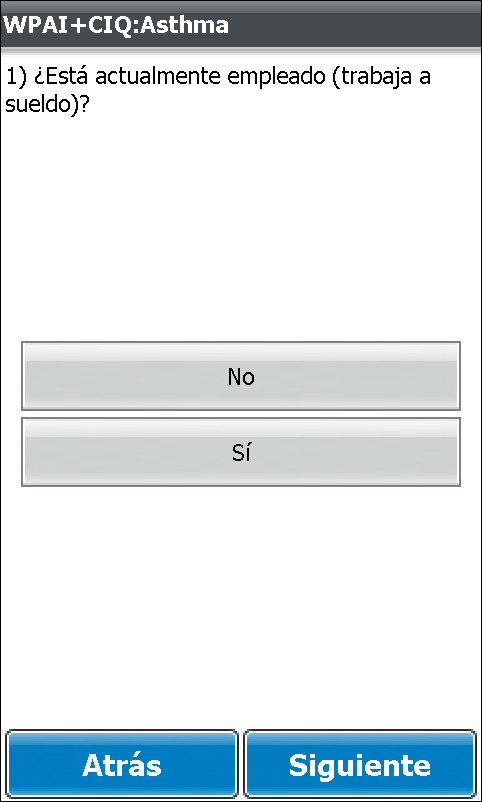 WPAI+CIQ:Asthma
1) ¿Está actualmente empleado (trabaja a
sueldo)?
No
Sí
Atrás
Siguiente